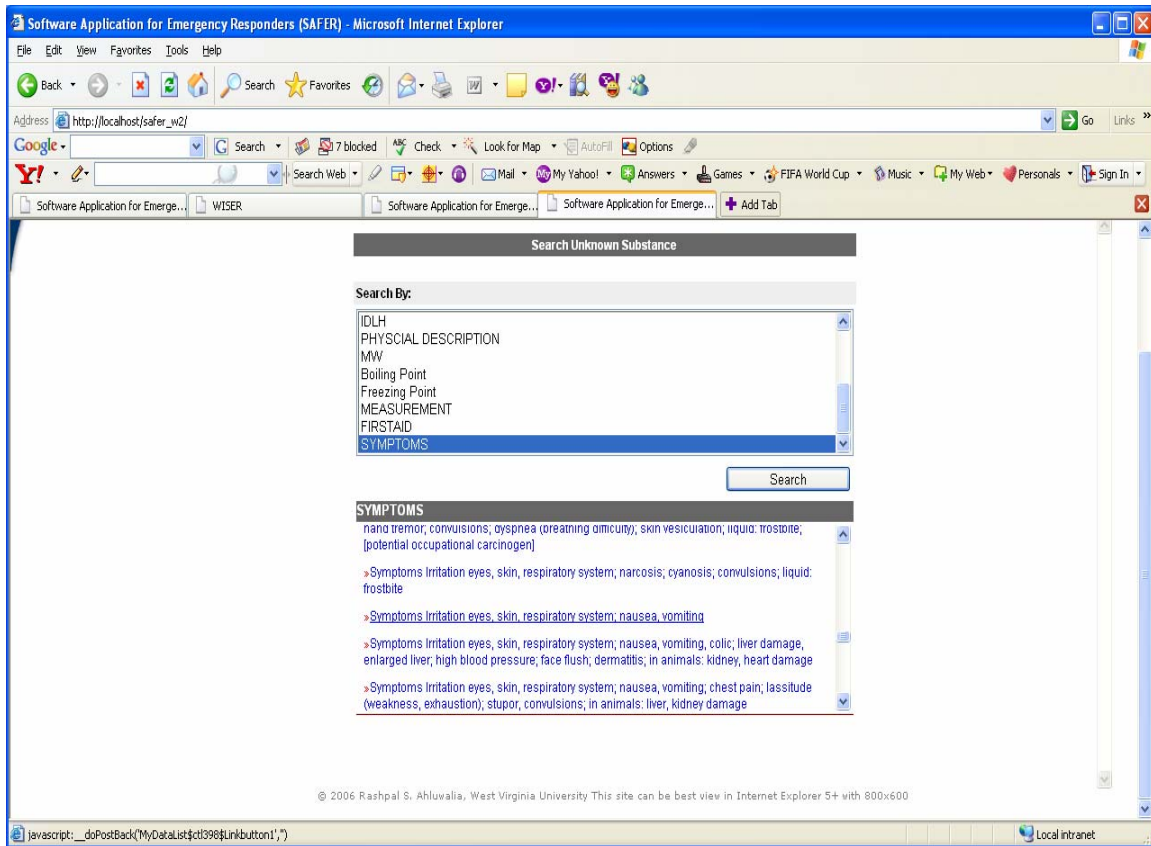 Software Application for Emergency Responders (SAFER) - Microsoft Internet Explorer
File Edit View Favorites Tools Help
Back Search Favorites
Address http://localhost/safer_w2/ Go Links »
Google Search 7 blocked Check Look for Map AutoFill Options
Y! Search Web Mail My Yahoo! Answers Games FIFA World Cup Music My Web Personals Sign In
Software Application for Emerge... WISER Software Application for Emerge... Software Application for Emerge... Add Tab
Search Unknown Substance
Search By:
IDLH
PHYSCIAL DESCRIPTION
MW
Boiling Point
Freezing Point
MEASUREMENT
FIRSTAID
SYMPTOMS
Search
SYMPTOMS
hand tremor; convulsions; dyspnea (breathing difficulty); skin vesiculation; liquid: frostbite;
[potential occupational carcinogen]
»Symptoms Irritation eyes, skin, respiratory system; narcosis; cyanosis; convulsions; liquid:
frostbite
»Symptoms Irritation eyes, skin, respiratory system; nausea, vomiting
»Symptoms Irritation eyes, skin, respiratory system; nausea, vomiting, colic; liver damage,
enlarged liver; high blood pressure; face flush; dermatitis; in animals: kidney, heart damage
»Symptoms Irritation eyes, skin, respiratory system; nausea, vomiting; chest pain; lassitude
(weakness, exhaustion); stupor, convulsions; in animals: liver, kidney damage
© 2006 Rashpal S. Ahluwalia, West Virginia University This site can be best view in Internet Explorer 5+ with 800x600
javascript:__doPostBack('MyDataList$ctl398$Linkbutton1','') Local intranet